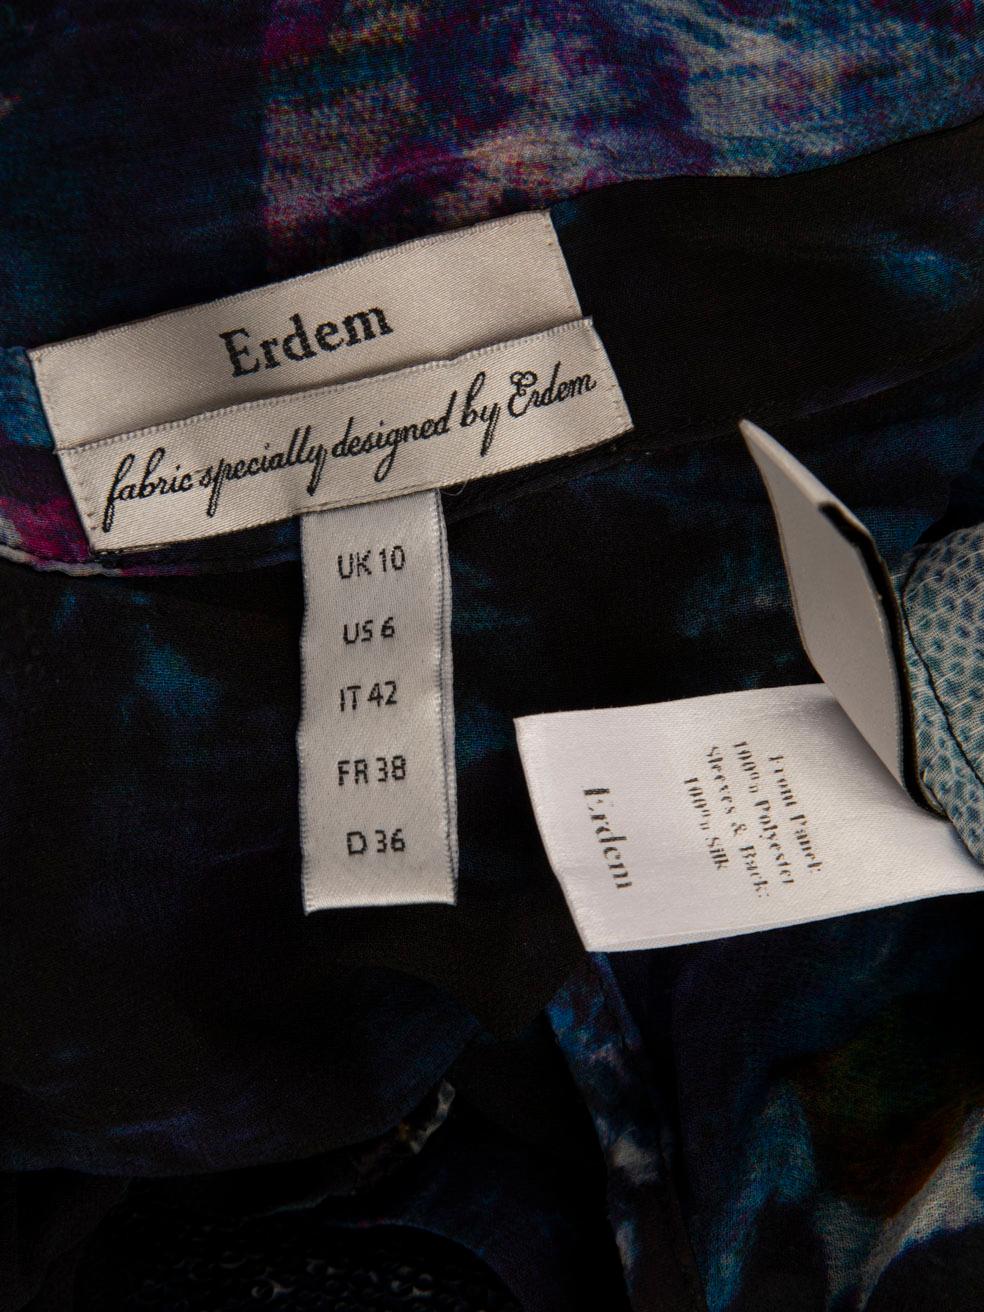 Erdem
fabric specially designed by Erdem
UK 10
US 6
IT 42
FR 38
D 36
Front Panel:
100% Polyester
Sleeves & Back:
100% Silk
Erdem